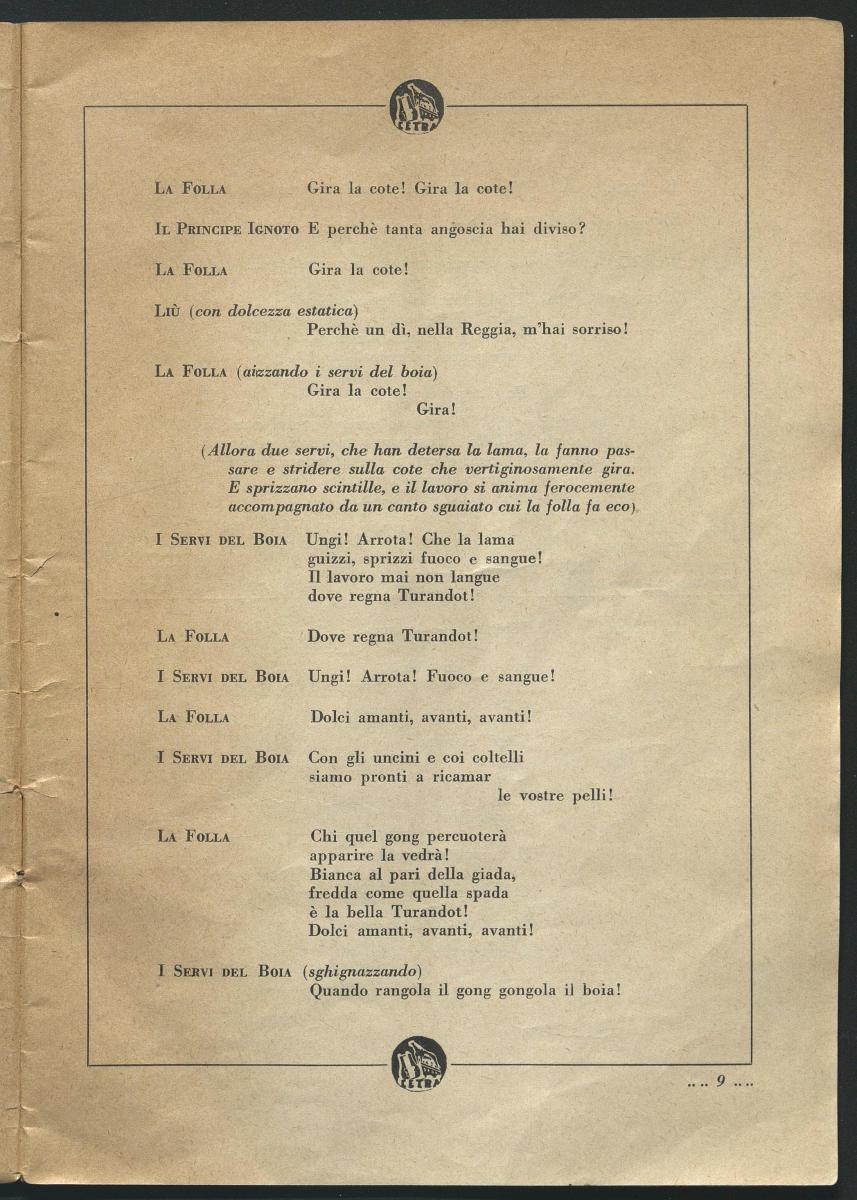 CETRA
LA FOLLA Gira la cote! Gira la cote!
IL PRINCIPE IGNOTO E perchè tanta angoscia hai diviso?
LA FOLLA Gira la cote!
LIÙ (con dolcezza estatica)
Perchè un dì, nella Reggia, m'hai sorriso!
LA FOLLA (aizzando i servi del boia)
Gira la cote!
Gira!
(Allora due servi, che han detersa la lama, la fanno pas-
sare e stridere sulla cote che vertiginosamente gira.
E sprizzano scintille, e il lavoro si anima ferocemente
accompagnato da un canto sguaiato cui la folla fa eco).
I SERVI DEL BOIA Ungi! Arrota! Che la lama
guizzi, sprizzi fuoco e sangue!
Il lavoro mai non langue
dove regna Turandot!
LA FOLLA Dove regna Turandot!
I SERVI DEL BOIA Ungi! Arrota! Fuoco e sangue!
LA FOLLA Dolci amanti, avanti, avanti!
I SERVI DEL BOIA Con gli uncini e coi coltelli
siamo pronti a ricamar
le vostre pelli!
LA FOLLA Chi quel gong percuoterà
apparire la vedrà!
Bianca al pari della giada,
fredda come quella spada
è la bella Turandot!
Dolci amanti, avanti, avanti!
I SERVI DEL BOIA (sghignazzando)
Quando rangola il gong gongola il boia!
CETRA
.... 9 ....